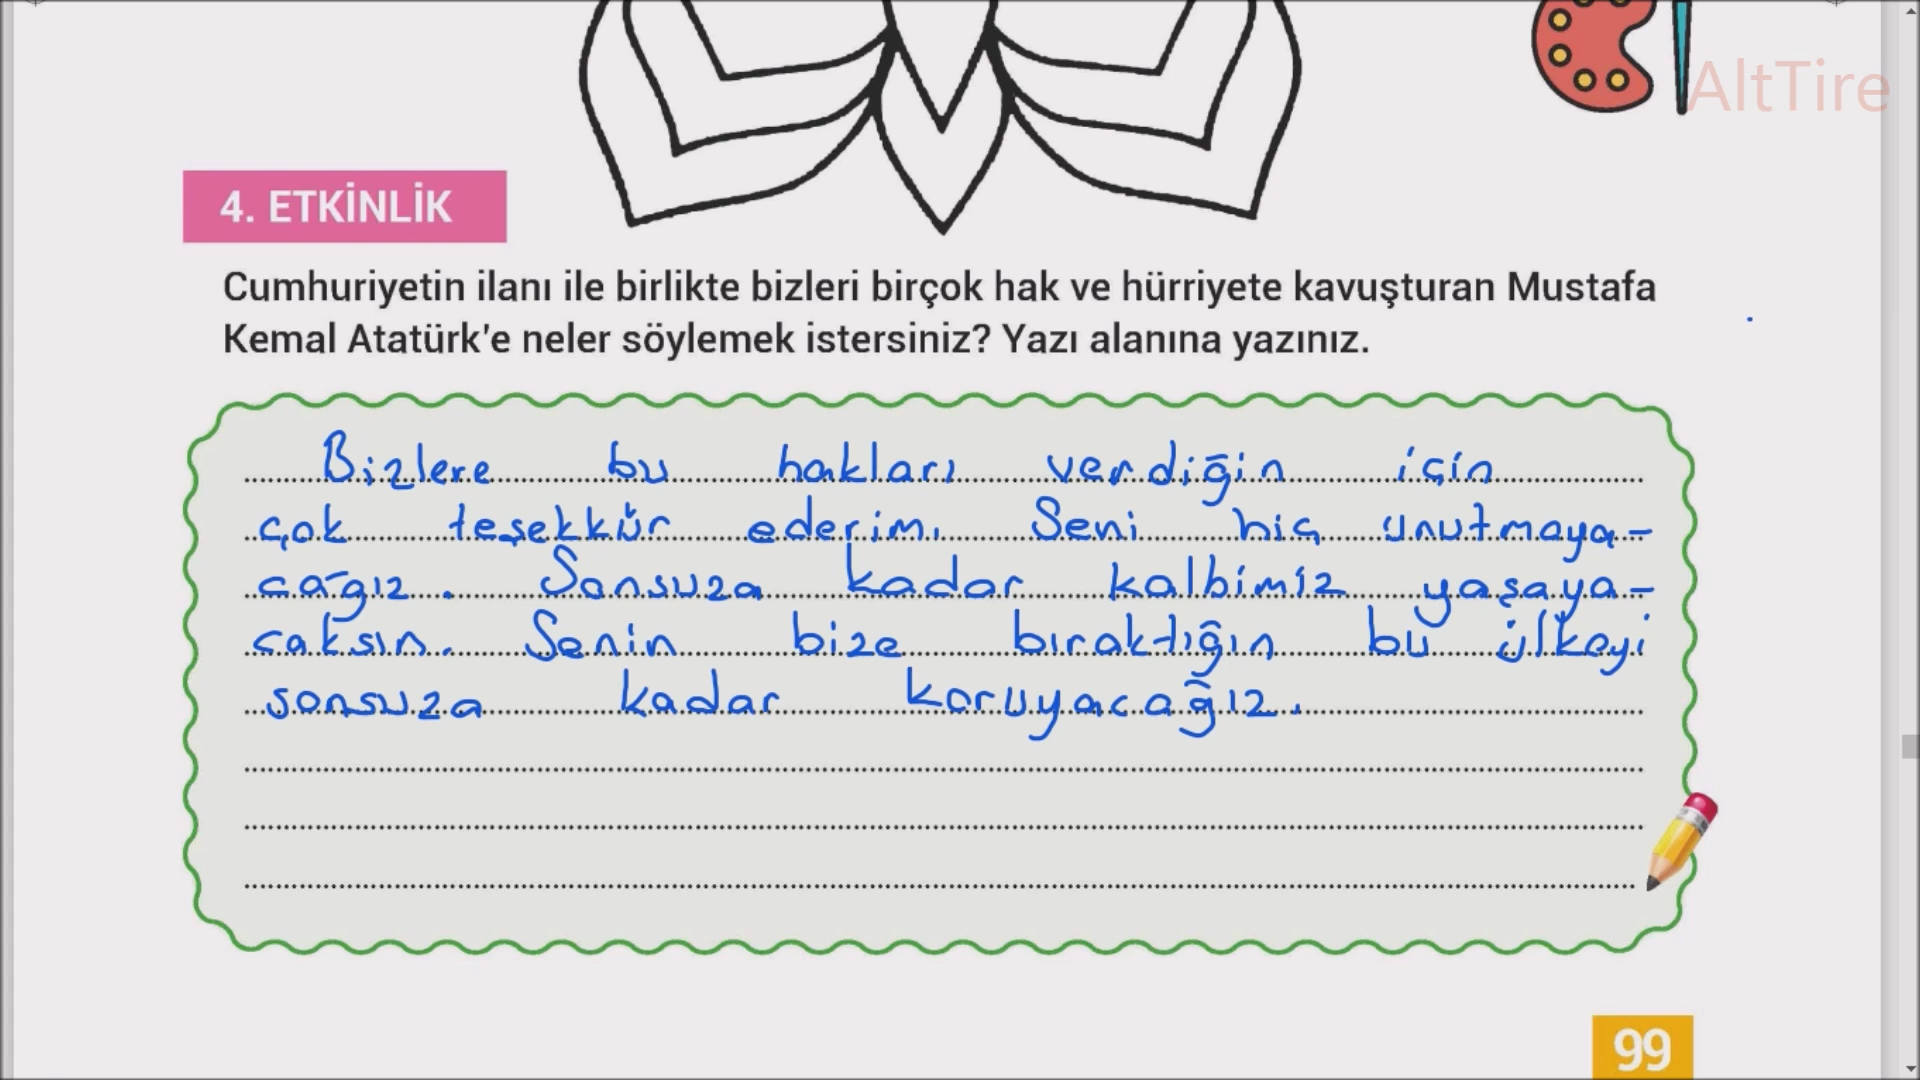 AltTire
4. ETKİNLİK
Cumhuriyetin ilanı ile birlikte bizleri birçok hak ve hürriyete kavuşturan Mustafa
Kemal Atatürk'e neler söylemek istersiniz? Yazı alanına yazınız.
Bizlere bu hakları verdiğin için
çok teşekkür ederim. Seni hiç unutmaya-
cağız. Sonsuza kadar kalbimiz yaşaya-
caksın. Senin bize bıraktığın bu ülkeyi
sonsuza kadar koruyacağız.
99